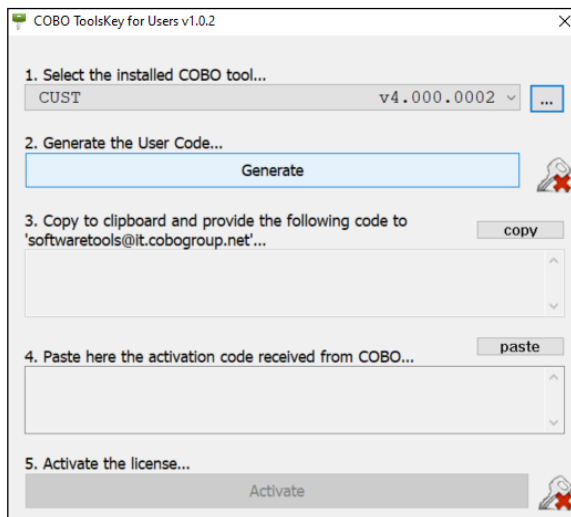 COBO ToolsKey for Users v1.0.2
1. Select the installed COBO tool...
CUST v4.000.0002
...
2. Generate the User Code...
Generate
3. Copy to clipboard and provide the following code to
'softwaretools@it.cobogroup.net'...
copy
4. Paste here the activation code received from COBO...
paste
5. Activate the license...
Activate